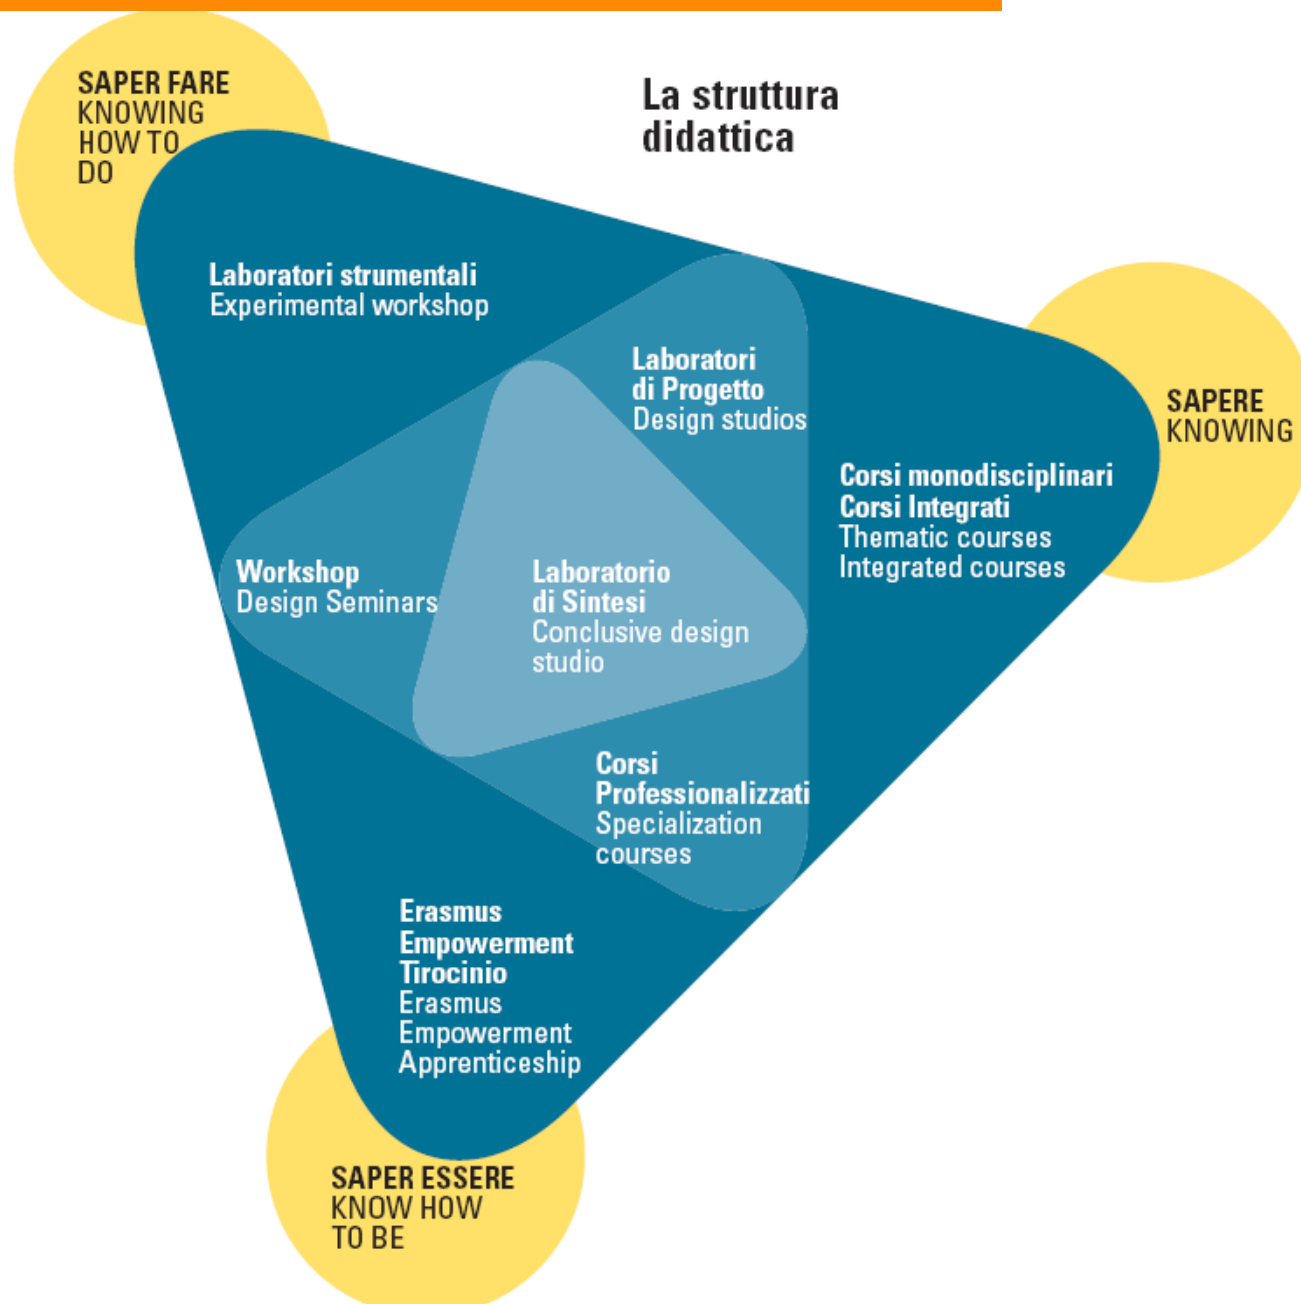 La struttura
didattica
SAPER FARE
KNOWING
HOW TO
DO
Laboratori strumentali
Experimental workshop
Laboratori
di Progetto
Design studios
SAPERE
KNOWING
Corsi monodisciplinari
Corsi Integrati
Thematic courses
Integrated courses
Workshop
Design Seminars
Laboratorio
di Sintesi
Conclusive design
studio
Corsi
Professionalizzati
Specialization
courses
Erasmus
Empowerment
Tirocinio
Erasmus
Empowerment
Apprenticeship
SAPER ESSERE
KNOW HOW
TO BE